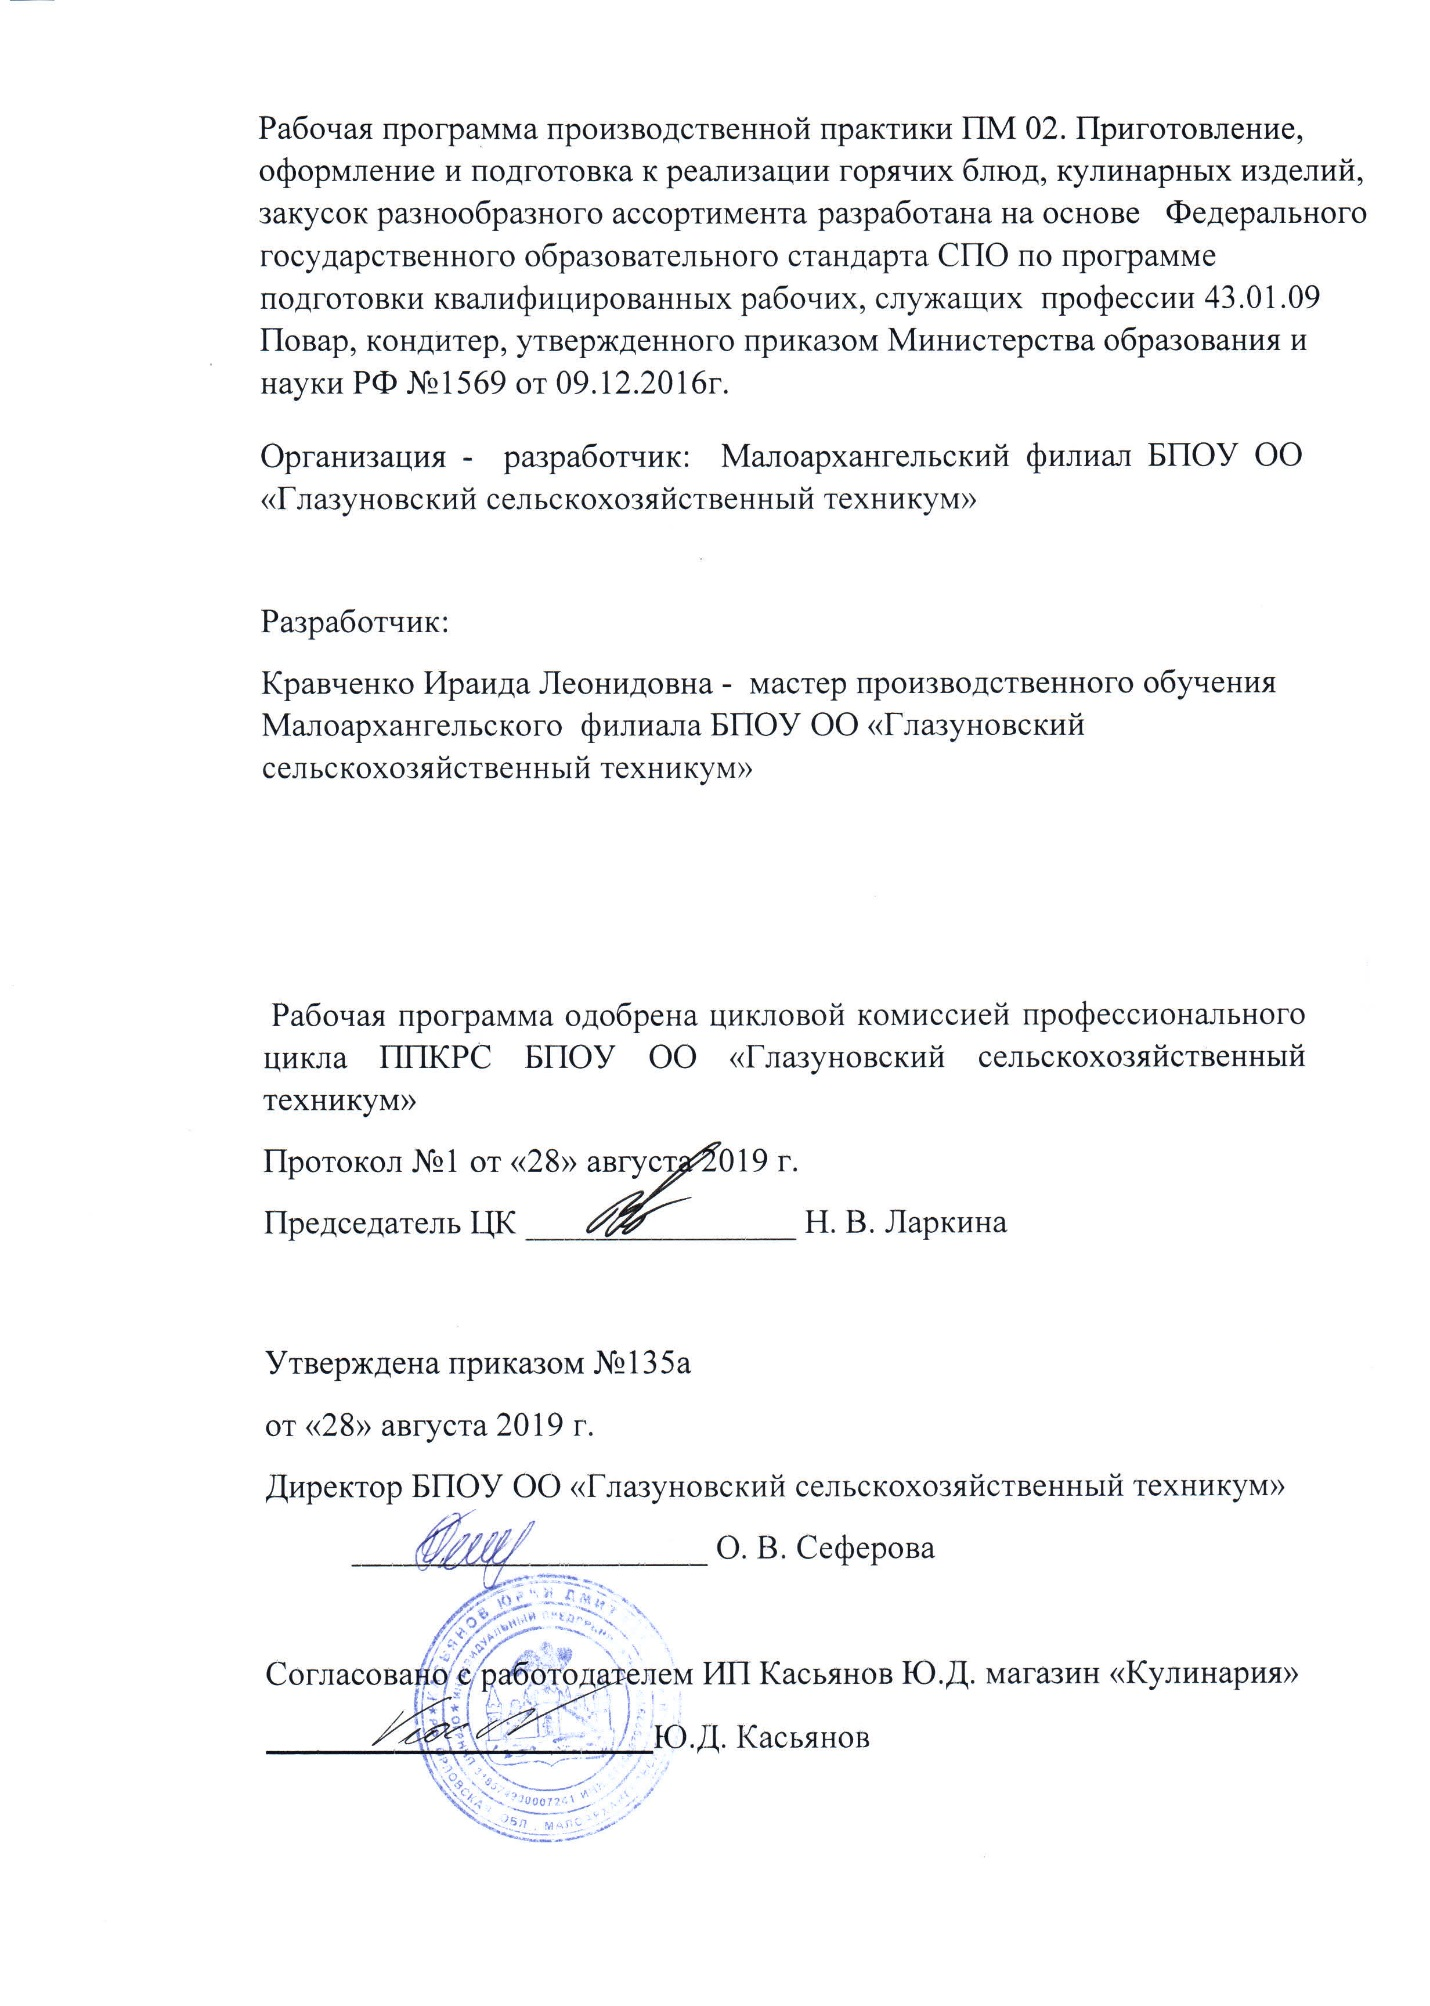 Рабочая программа производственной практики ПМ 02. Приготовление,
оформление и подготовка к реализации горячих блюд, кулинарных изделий,
закусок разнообразного ассортимента разработана на основе Федерального
государственного образовательного стандарта СПО по программе
подготовки квалифицированных рабочих, служащих профессии 43.01.09
Повар, кондитер, утвержденного приказом Министерства образования и
науки РФ №1569 от 09.12.2016г.
Организация - разработчик: Малоархангельский филиал БПОУ ОО
«Глазуновский сельскохозяйственный техникум»
Разработчик:
Кравченко Ираида Леонидовна - мастер производственного обучения
Малоархангельского филиала БПОУ ОО «Глазуновский
сельскохозяйственный техникум»
Рабочая программа одобрена цикловой комиссией профессионального
цикла ППКРС БПОУ ОО «Глазуновский сельскохозяйственный
техникум»
Протокол №1 от «28» августа 2019 г.
Председатель ЦК ________________ Н. В. Ларкина
Утверждена приказом №135а
от «28» августа 2019 г.
Директор БПОУ ОО «Глазуновский сельскохозяйственный техникум»
_____________________ О. В. Сеферова
Согласовано с работодателем ИП Касьянов Ю.Д. магазин «Кулинария»
_______________________Ю.Д. Касьянов